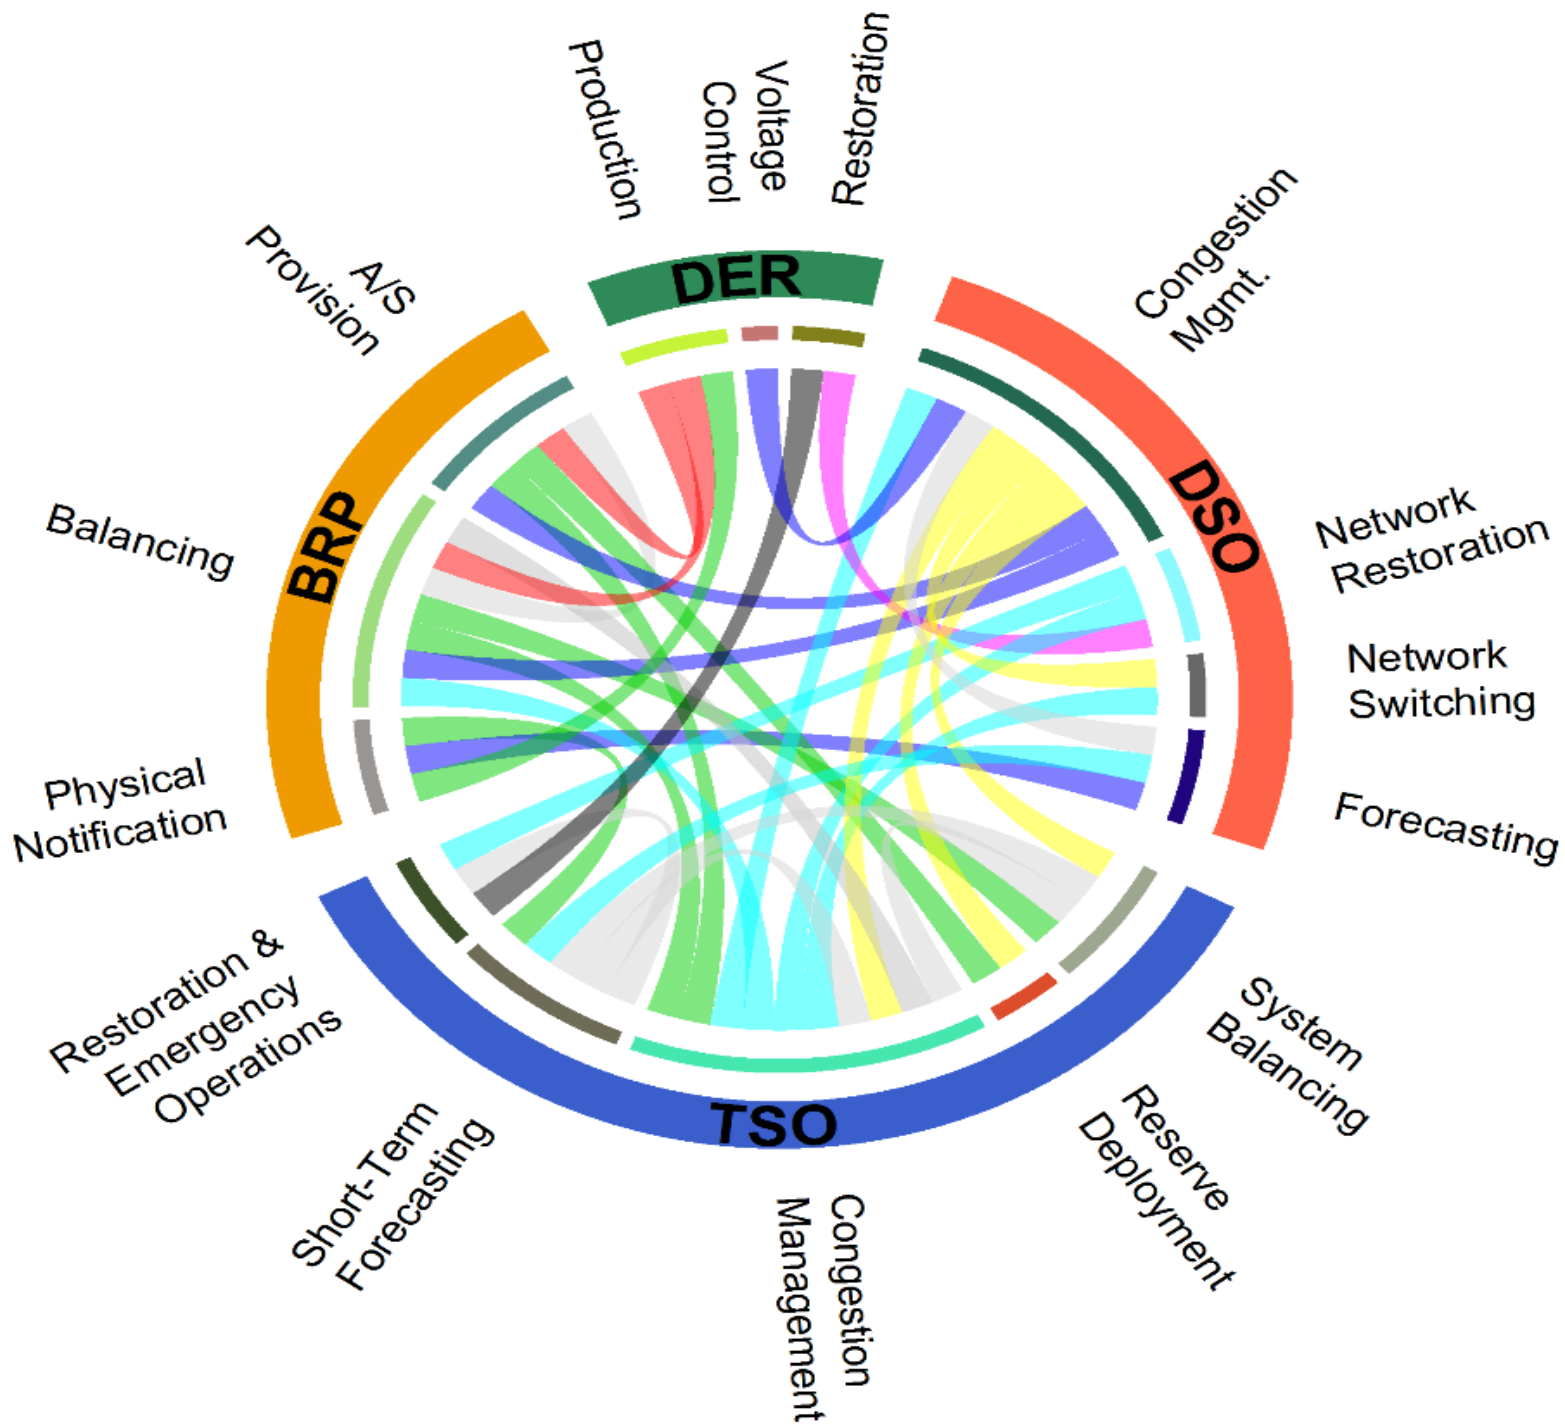 Production
Voltage
Control
Restoration
Congestion
Mgmt.
A/S
Provision
DER
DSO
Network
Restoration
Balancing
BRP
Network
Switching
Physical
Notification
Forecasting
Restoration &
Emergency
Operations
TSO
System
Balancing
Reserve
Deployment
Short-Term
Forecasting
Congestion
Management